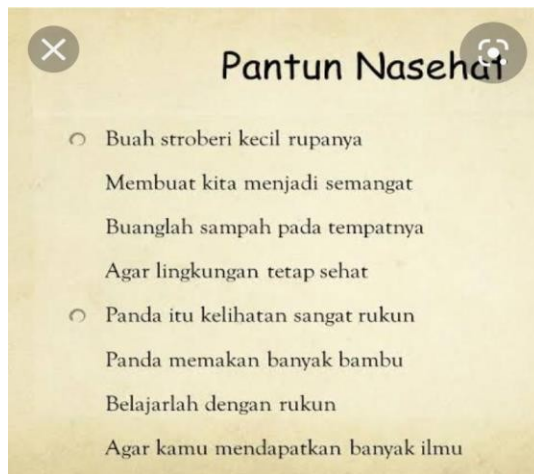 Pantun Nasehat
Buah stroberi kecil rupanya
Membuat kita menjadi semangat
Buanglah sampah pada tempatnya
Agar lingkungan tetap sehat
Panda itu kelihatan sangat rukun
Panda memakan banyak bambu
Belajarlah dengan rukun
Agar kamu mendapatkan banyak ilmu